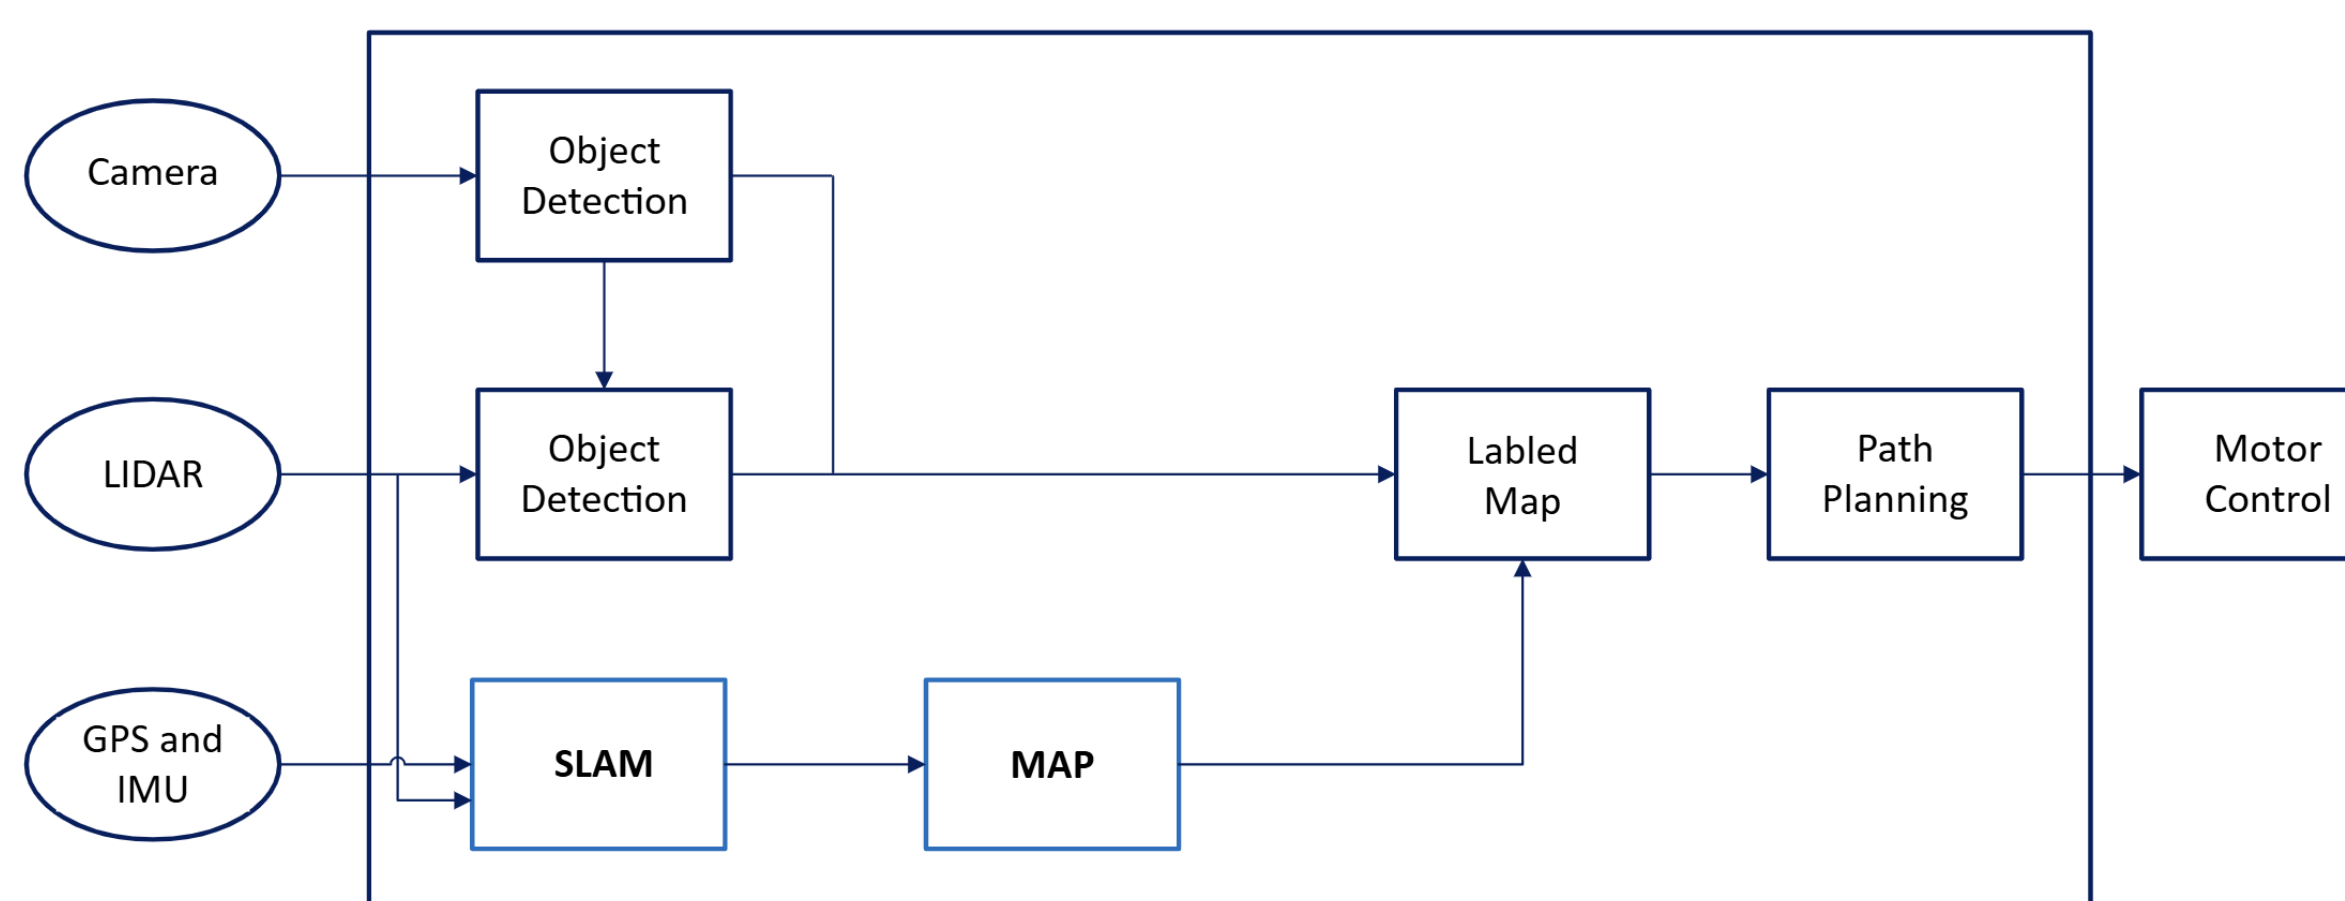 Camera
Object
Detection
LIDAR
Object
Detection
Labled
Map
Path
Planning
Motor
Control
GPS and
IMU
SLAM
MAP